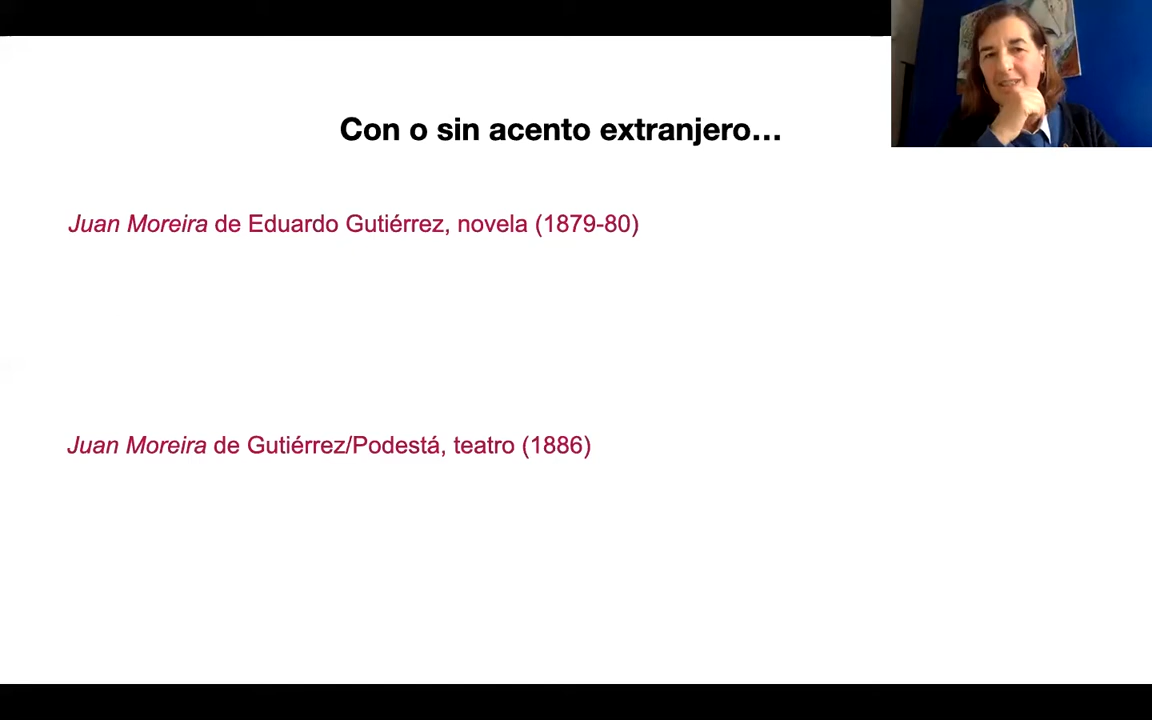 Con o sin acento extranjero…
Juan Moreira de Eduardo Gutiérrez, novela (1879-80)
Juan Moreira de Gutiérrez/Podestá, teatro (1886)